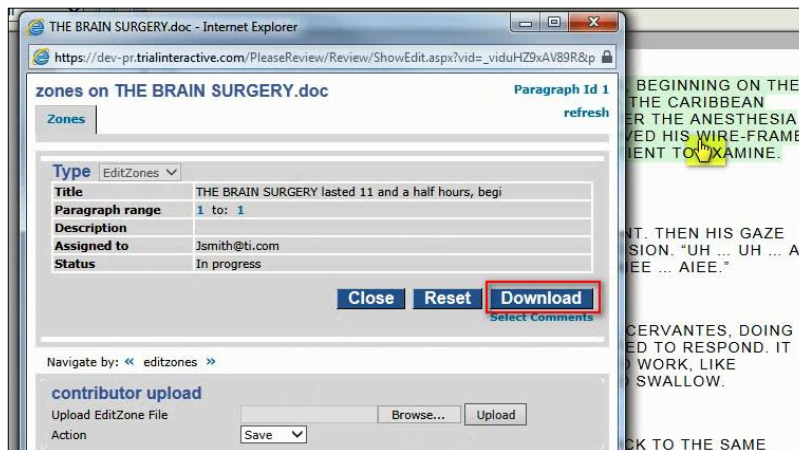 THE BRAIN SURGERY.doc - Internet Explorer
https://dev-pr.trialinteractive.com/PleaseReview/Review/ShowEdit.aspx?vid=_viduHZ9xAV89R&p
zones on THE BRAIN SURGERY.doc
Paragraph Id 1
refresh
Zones
Type EditZones
Title THE BRAIN SURGERY lasted 11 and a half hours, begi
Paragraph range 1 to: 1
Description
Assigned to Jsmith@ti.com
Status In progress
Close Reset Download
Select Comments
Navigate by: « editzones »
contributor upload
Upload EditZone File Browse... Upload
Action Save
, BEGINNING ON THE
THE CARIBBEAN
ER THE ANESTHESIA
VED HIS WIRE-FRAME
IENT TO EXAMINE.
NT. THEN HIS GAZE
SION. “UH ... UH ... A
IEE ... AIEE.”
CERVANTES, DOING
ED TO RESPOND. IT
WORK, LIKE
SWALLOW.
CK TO THE SAME